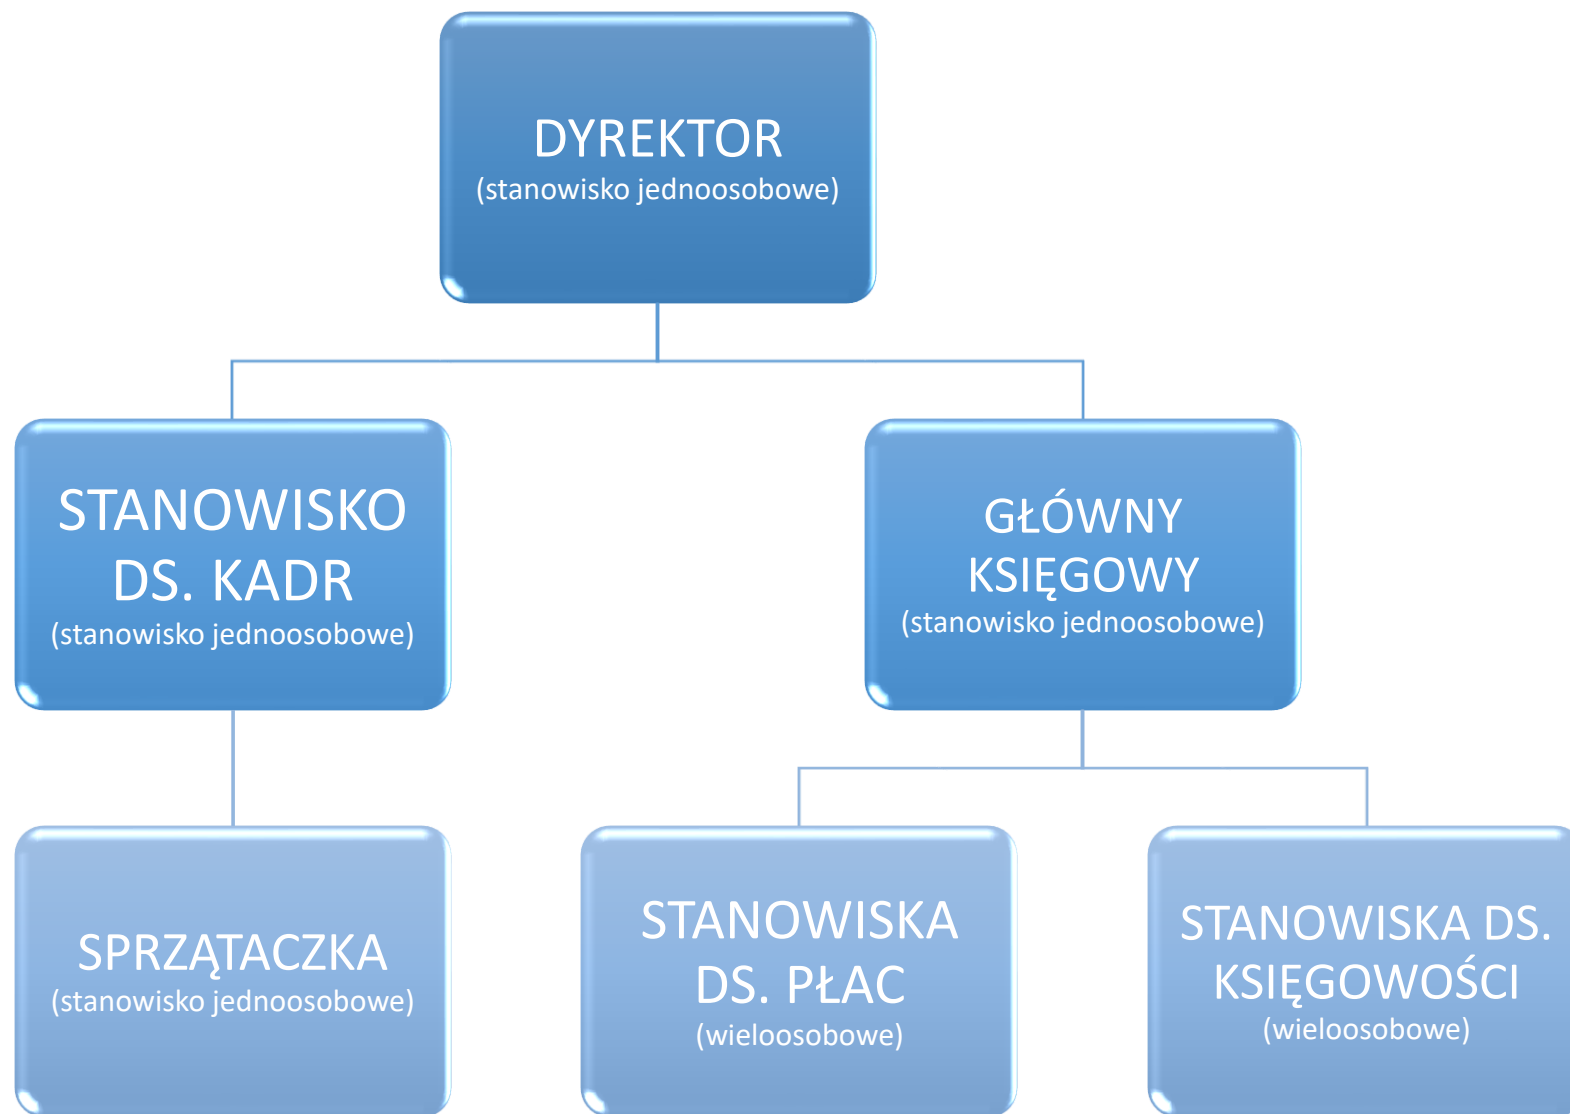 DYREKTOR
(stanowisko jednoosobowe)
STANOWISKO
DS. KADR
(stanowisko jednoosobowe)
GŁÓWNY
KSIĘGOWY
(stanowisko jednoosobowe)
SPRZĄTACZKA
(stanowisko jednoosobowe)
STANOWISKA
DS. PŁAC
(wieloosobowe)
STANOWISKA DS.
KSIĘGOWOŚCI
(wieloosobowe)